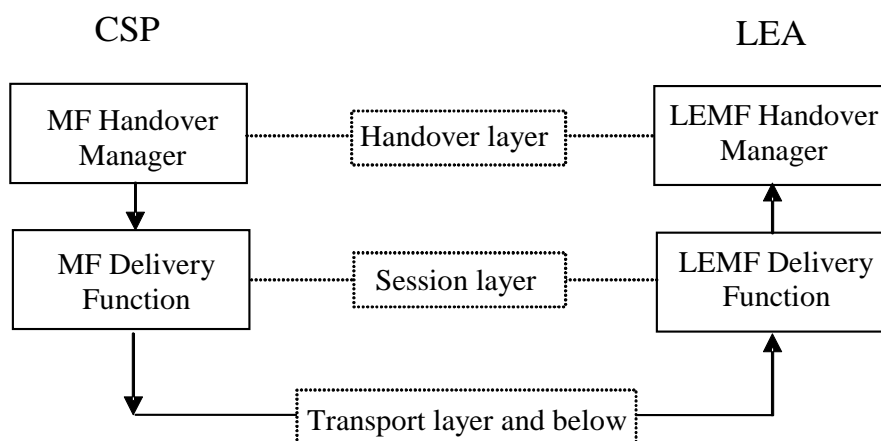 CSP
LEA
MF Handover
Manager
Handover layer
LEMF Handover
Manager
MF Delivery
Function
Session layer
LEMF Delivery
Function
Transport layer and below